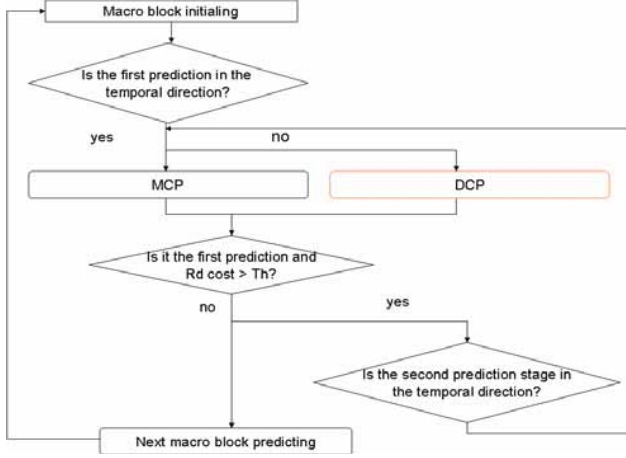 Macro block initialing
Is the first prediction in the
temporal direction?
yes
no
MCP
DCP
Is it the first prediction and
Rd cost > Th?
no
yes
Is the second prediction stage in
the temporal direction?
Next macro block predicting